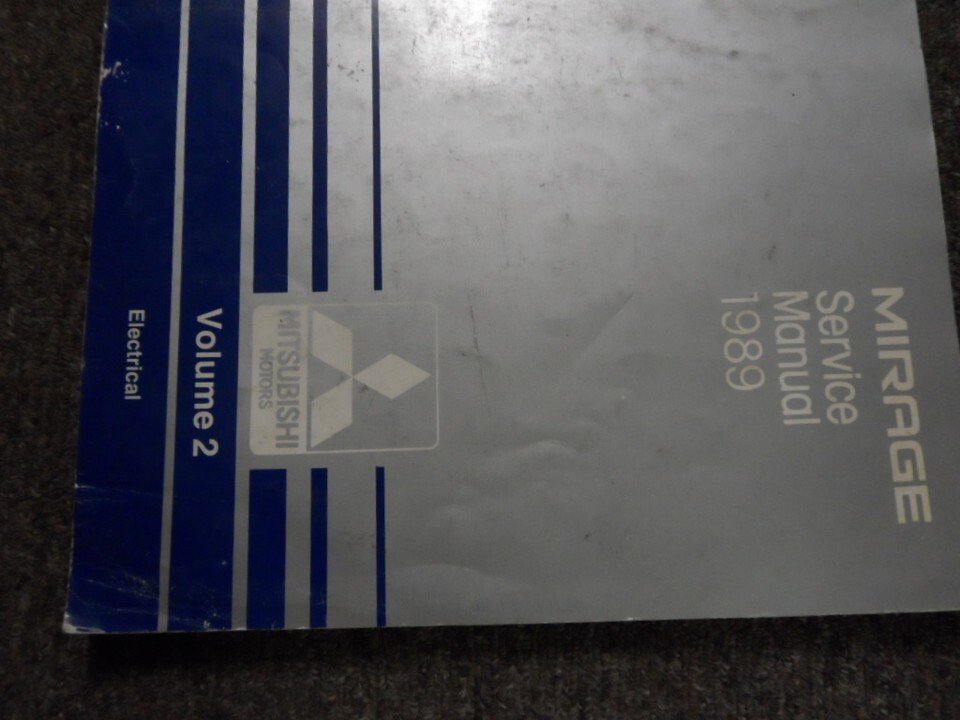 MIRAGE
Service
Manual
1989
MITSUBISHI
MOTORS
Volume 2
Electrical